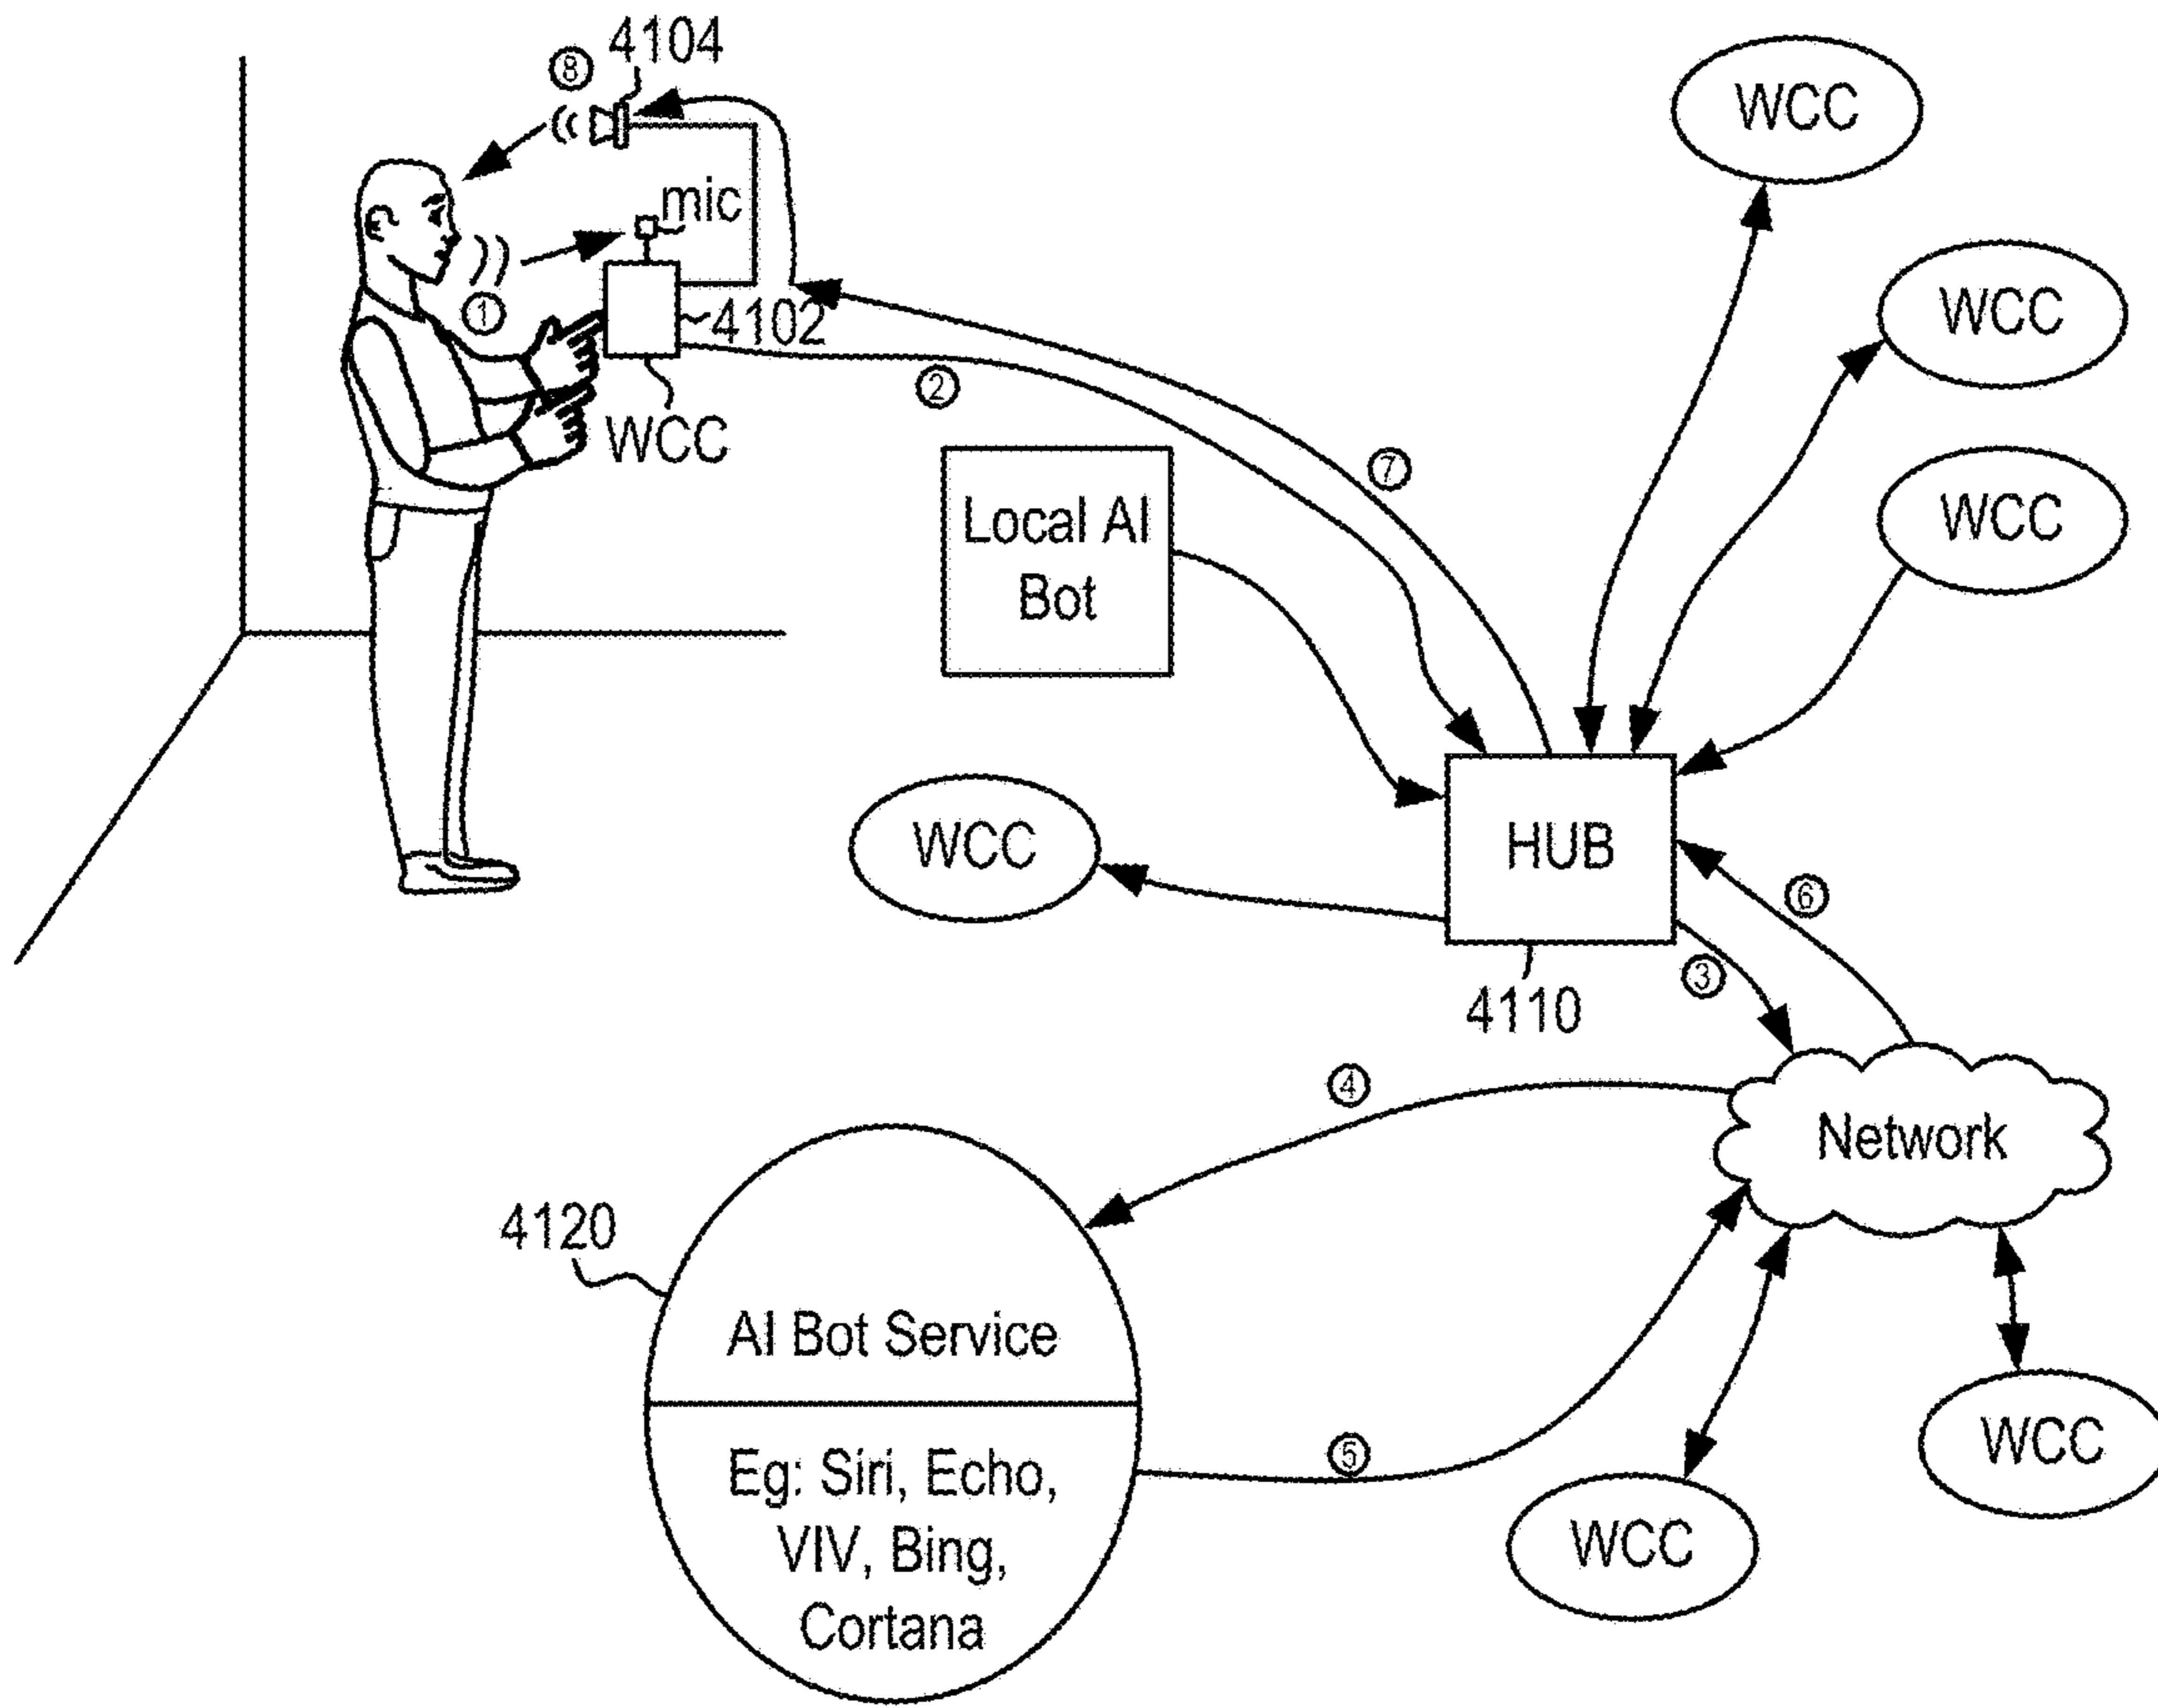 ⑧ 4104
WCC
mic
①
4102
WCC
②
WCC
⑦
Local AI
Bot
WCC
WCC
HUB
⑥
③
4110
④
Network
4120
AI Bot Service
Eg: Siri, Echo,
VIV, Bing,
Cortana
⑤
WCC
WCC